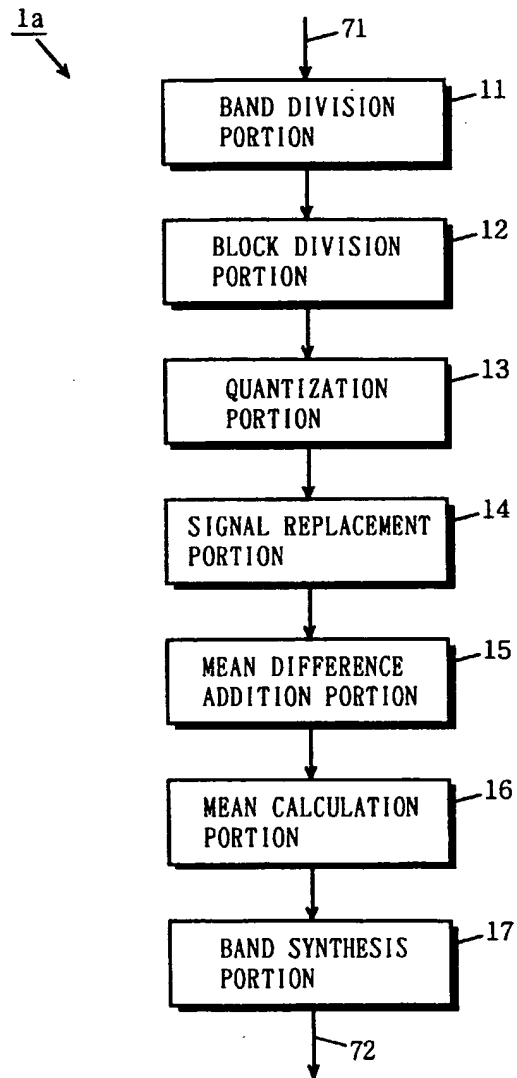 1a
71
BAND DIVISION
PORTION
11
BLOCK DIVISION
PORTION
12
QUANTIZATION
PORTION
13
SIGNAL REPLACEMENT
PORTION
14
MEAN DIFFERENCE
ADDITION PORTION
15
MEAN CALCULATION
PORTION
16
BAND SYNTHESIS
PORTION
17
72